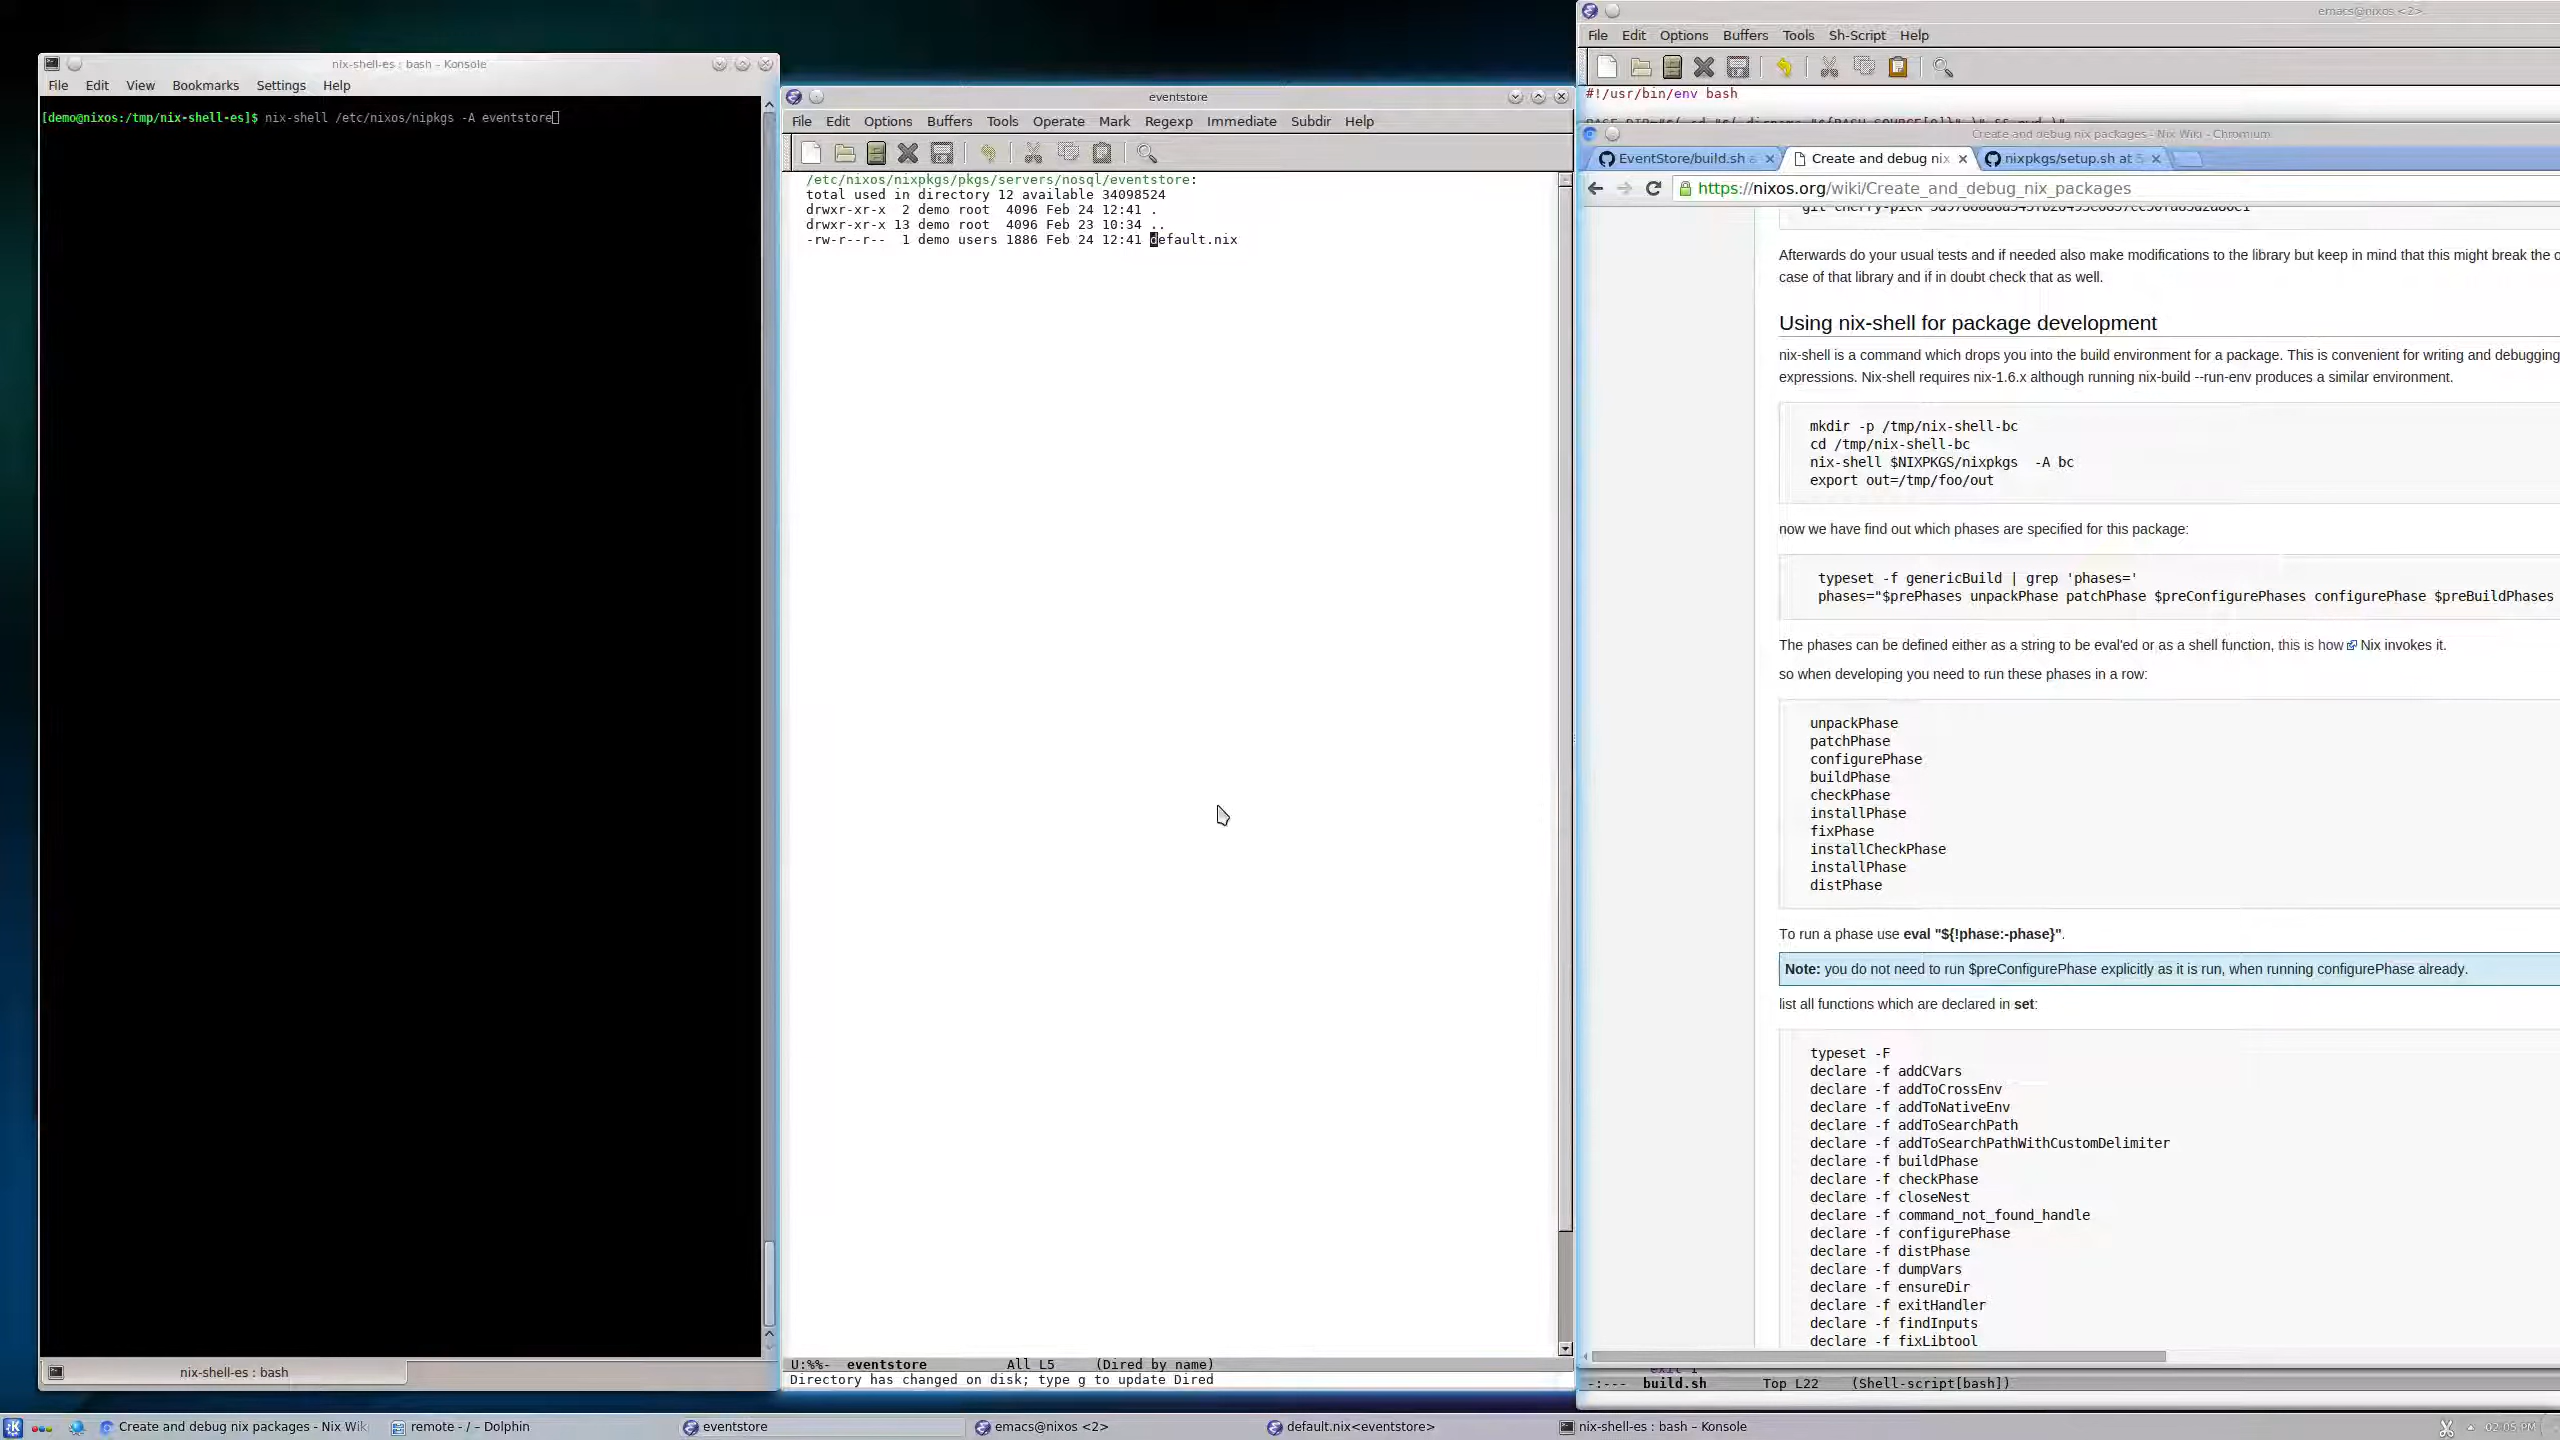 nix-shell-es : bash – Konsole
File Edit View Bookmarks Settings Help
[demo@nixos:/tmp/nix-shell-es]$ nix-shell /etc/nixos/nipkgs -A eventstore
nix-shell-es : bash
eventstore
File Edit Options Buffers Tools Operate Mark Regexp Immediate Subdir Help
/etc/nixos/nixpkgs/pkgs/servers/nosql/eventstore:
total used in directory 12 available 34098524
drwxr-xr-x 2 demo root 4096 Feb 24 12:41 .
drwxr-xr-x 13 demo root 4096 Feb 23 10:34 ..
-rw-r--r-- 1 demo users 1886 Feb 24 12:41 default.nix
U:%%- eventstore All L5 (Dired by name)
Directory has changed on disk; type g to update Dired
emacs@nixos <2>
File Edit Options Buffers Tools Sh-Script Help
#!/usr/bin/env bash
Create and debug nix packages - Nix Wiki - Chromium
EventStore/build.sh a
Create and debug nix
nixpkgs/setup.sh at
https://nixos.org/wiki/Create_and_debug_nix_packages
Afterwards do your usual tests and if needed also make modifications to the library but keep in mind that this might break the
case of that library and if in doubt check that as well.
Using nix-shell for package development
nix-shell is a command which drops you into the build environment for a package. This is convenient for writing and debugging
expressions. Nix-shell requires nix-1.6.x although running nix-build --run-env produces a similar environment.
mkdir -p /tmp/nix-shell-bc
cd /tmp/nix-shell-bc
nix-shell $NIXPKGS/nixpkgs -A bc
export out=/tmp/foo/out
now we have find out which phases are specified for this package:
typeset -f genericBuild | grep 'phases='
phases="$prePhases unpackPhase patchPhase $preConfigurePhases configurePhase $preBuildPhases
The phases can be defined either as a string to be eval'ed or as a shell function, this is how Nix invokes it.
so when developing you need to run these phases in a row:
unpackPhase
patchPhase
configurePhase
buildPhase
checkPhase
installPhase
fixPhase
installCheckPhase
installPhase
distPhase
To run a phase use eval "${!phase:-phase}".
Note: you do not need to run $preConfigurePhase explicitly as it is run, when running configurePhase already.
list all functions which are declared in set:
typeset -F
declare -f addCVars
declare -f addToCrossEnv
declare -f addToNativeEnv
declare -f addToSearchPath
declare -f addToSearchPathWithCustomDelimiter
declare -f buildPhase
declare -f checkPhase
declare -f closeNest
declare -f command_not_found_handle
declare -f configurePhase
declare -f distPhase
declare -f dumpVars
declare -f ensureDir
declare -f exitHandler
declare -f findInputs
declare -f fixLibtool
-:--- build.sh Top L22 (Shell-script[bash])
Create and debug nix packages - Nix Wik
remote - / – Dolphin
eventstore
emacs@nixos <2>
default.nix<eventstore>
nix-shell-es : bash – Konsole
02:05 PM